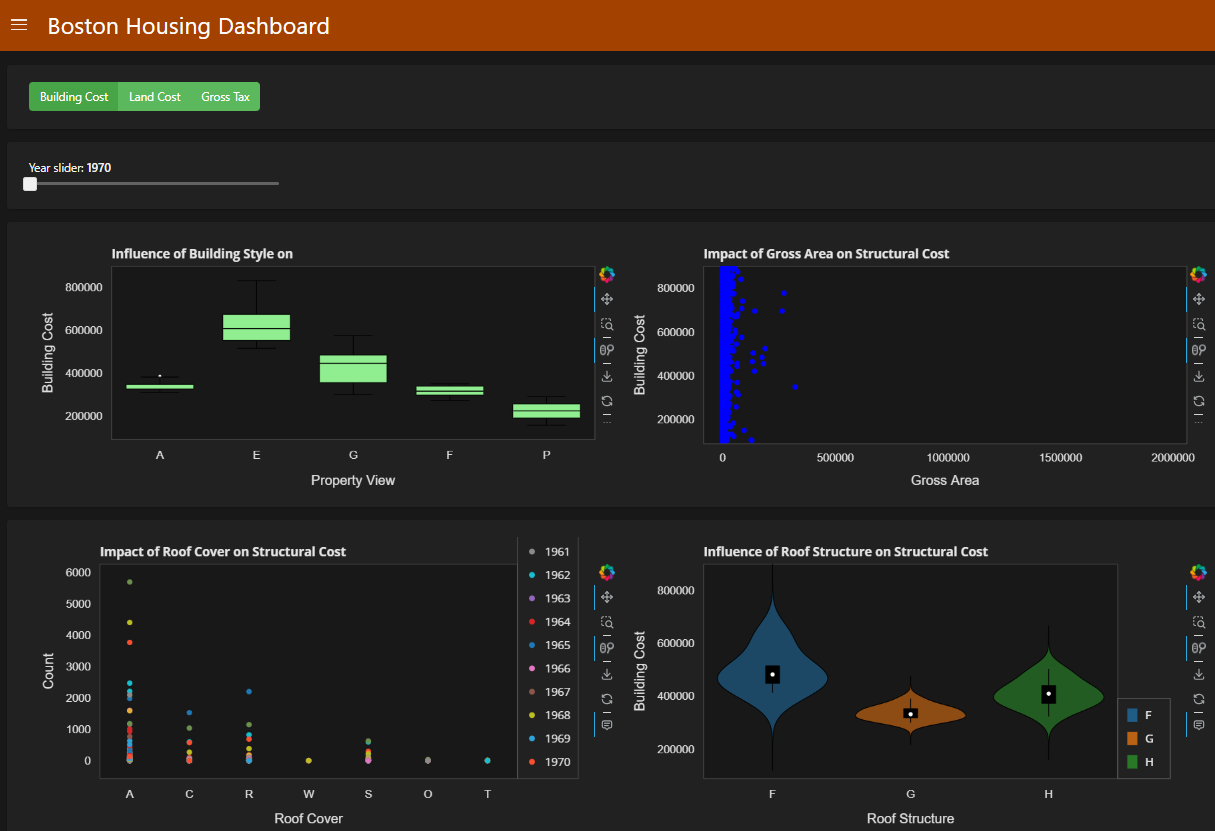 Boston Housing Dashboard
Building Cost Land Cost Gross Tax
Year slider: 1970
Influence of Building Style on
Building Cost
800000
600000
400000
200000
A E G F P
Property View
Impact of Gross Area on Structural Cost
Building Cost
800000
600000
400000
200000
0 500000 1000000 1500000 2000000
Gross Area
Impact of Roof Cover on Structural Cost
Count
6000
5000
4000
3000
2000
1000
0
A C R W S O T
Roof Cover
1961
1962
1963
1964
1965
1966
1967
1968
1969
1970
Influence of Roof Structure on Structural Cost
Building Cost
800000
600000
400000
200000
F G H
Roof Structure
F
G
H